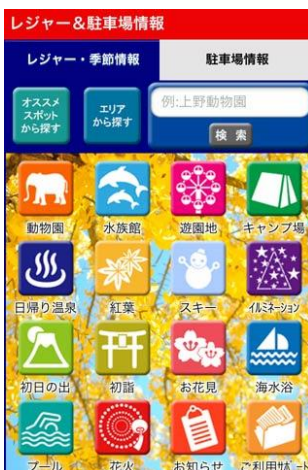 レジャー&駐車場情報
レジャー・季節情報
駐車場情報
オススメ
スポット
から探す
エリア
から探す
例:上野動物園
検 索
動物園
水族館
遊園地
キャンプ場
日帰り温泉
紅葉
スキー
イルミネーション
初日の出
初詣
お花見
海水浴
プール
花火
お知らせ